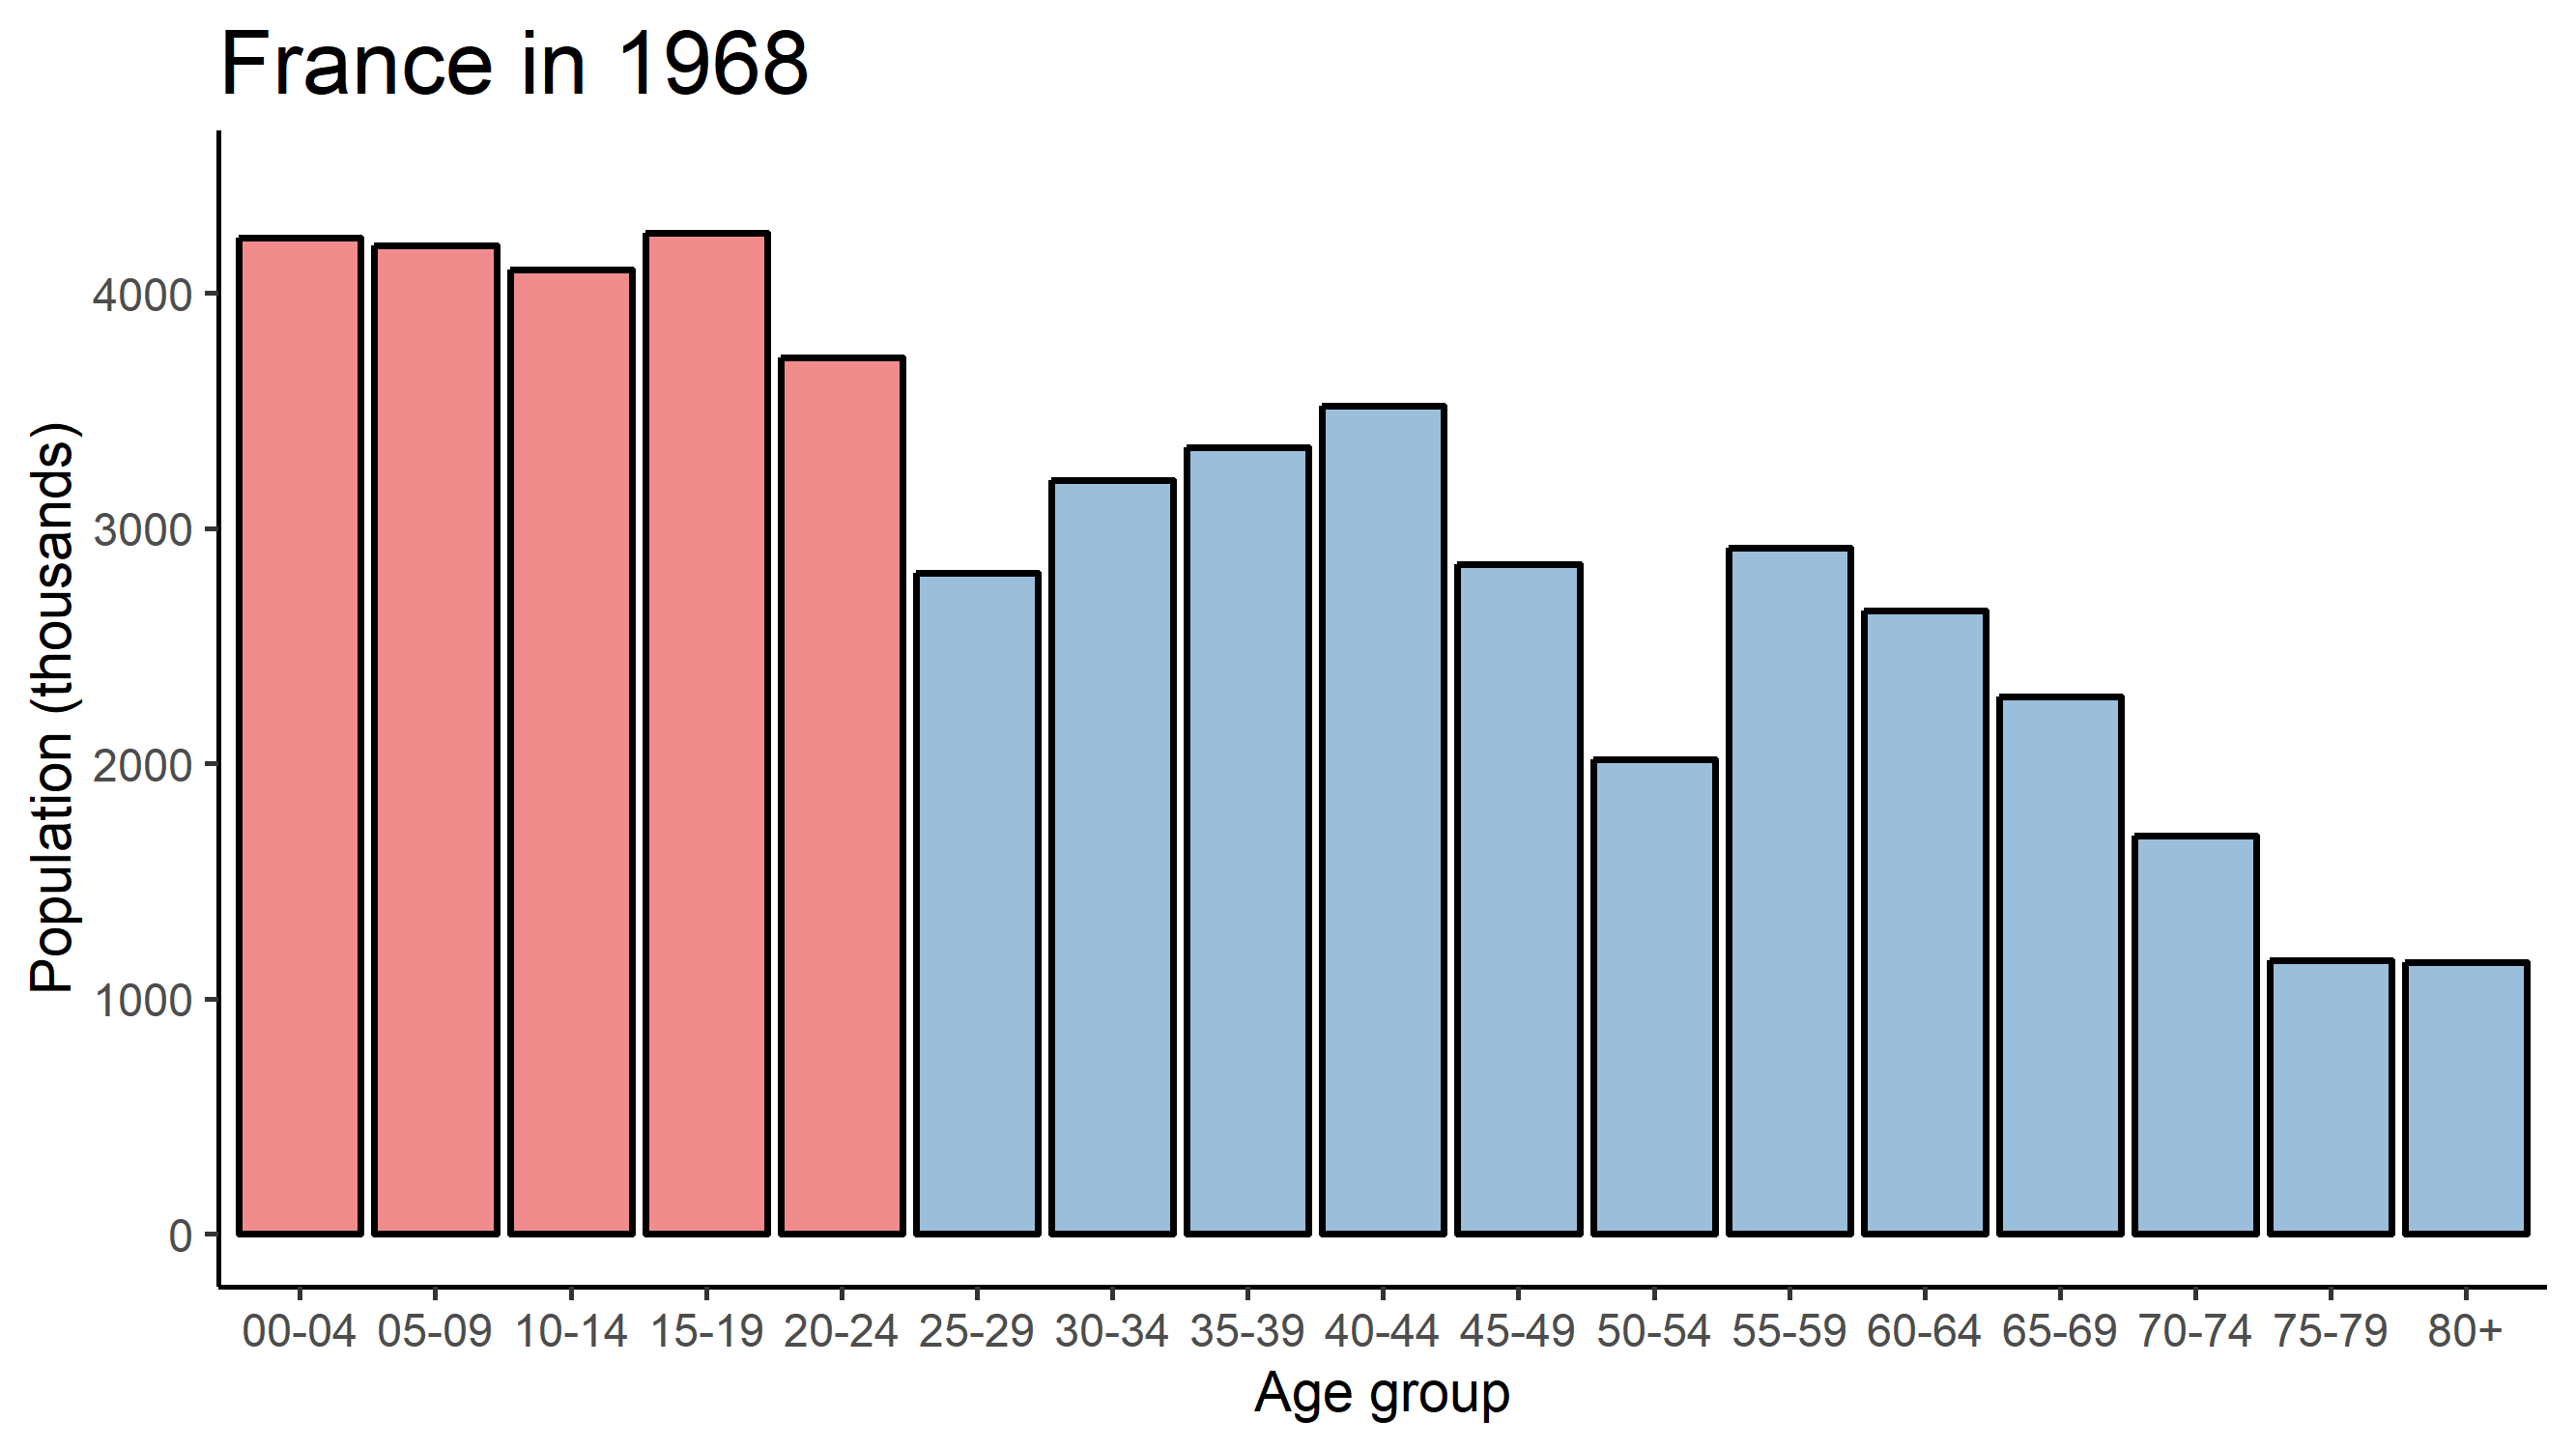 France in 1968
Population (thousands)
4000
3000
2000
1000
0
00-04 05-09 10-14 15-19 20-24 25-29 30-34 35-39 40-44 45-49 50-54 55-59 60-64 65-69 70-74 75-79 80+
Age group